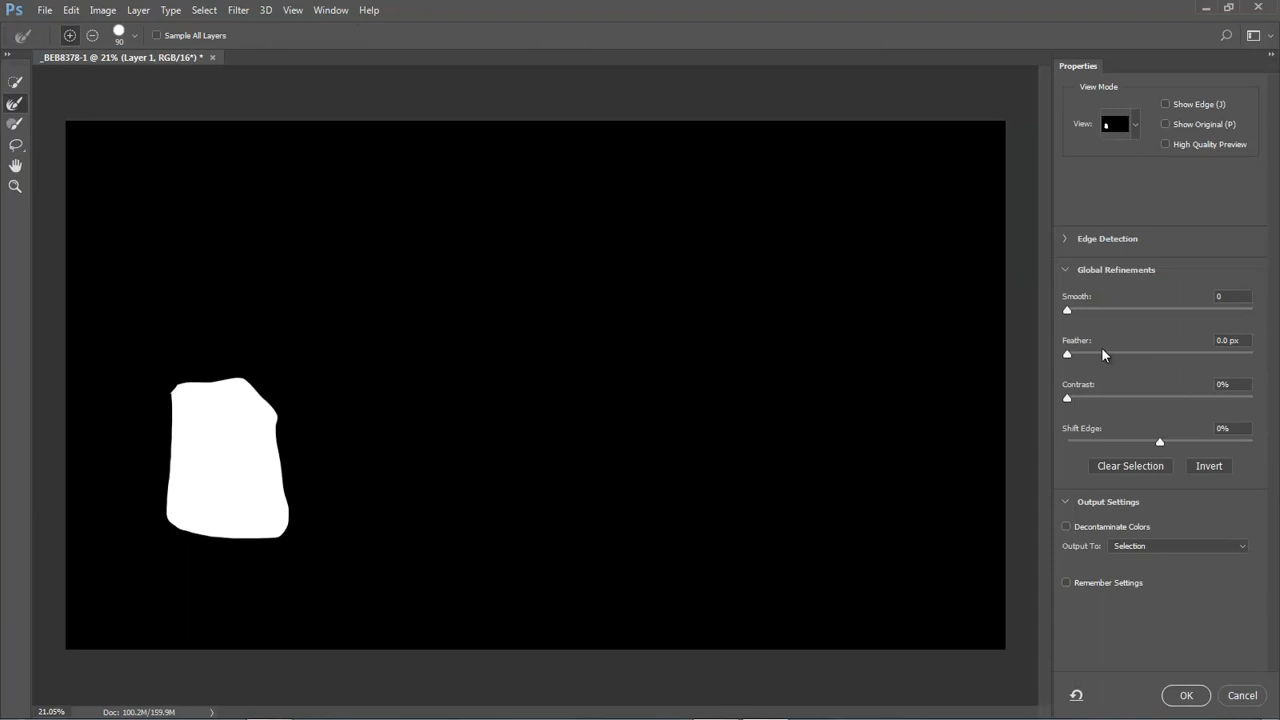 Ps File Edit Image Layer Type Select Filter 3D View Window Help
90 Sample All Layers
_BEB8378-1 @ 21% (Layer 1, RGB/16*) * ×
Properties
View Mode
Show Edge (J)
View: Show Original (P)
High Quality Preview
Edge Detection
Global Refinements
Smooth: 0
Feather: 0.0 px
Contrast: 0%
Shift Edge: 0%
Clear Selection Invert
Output Settings
Decontaminate Colors
Output To: Selection
Remember Settings
OK Cancel
21.05% Doc: 100.2M/159.9M